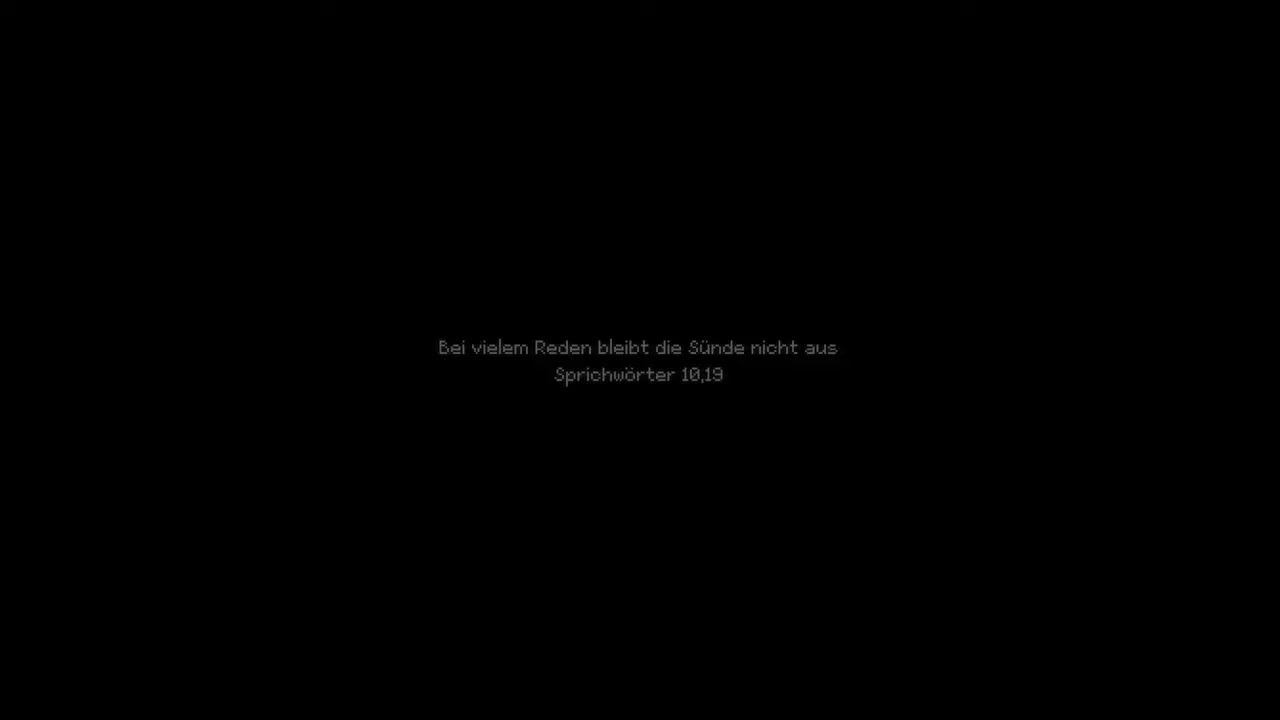 Bei vielem Reden bleibt die Sünde nicht aus
Sprichwörter 10,19